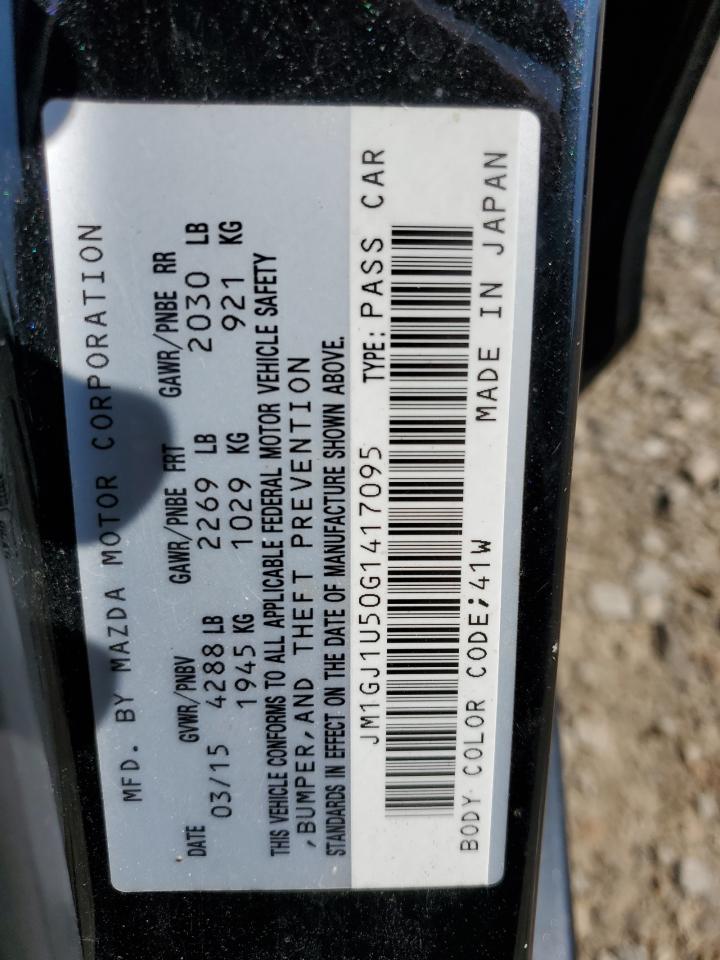 MFD. BY MAZDA MOTOR CORPORATION
DATE GVWR/PNBV GAWR/PNBE FRT GAWR/PNBE RR
03/15 4288 LB 2269 LB 2030 LB
1945 KG 1029 KG 921 KG
THIS VEHICLE CONFORMS TO ALL APPLICABLE FEDERAL MOTOR VEHICLE SAFETY
,BUMPER,AND THEFT PREVENTION
STANDARDS IN EFFECT ON THE DATE OF MANUFACTURE SHOWN ABOVE.
JM1GJ1U50G1417095 TYPE: PASS CAR
BODY COLOR CODE;41W MADE IN JAPAN